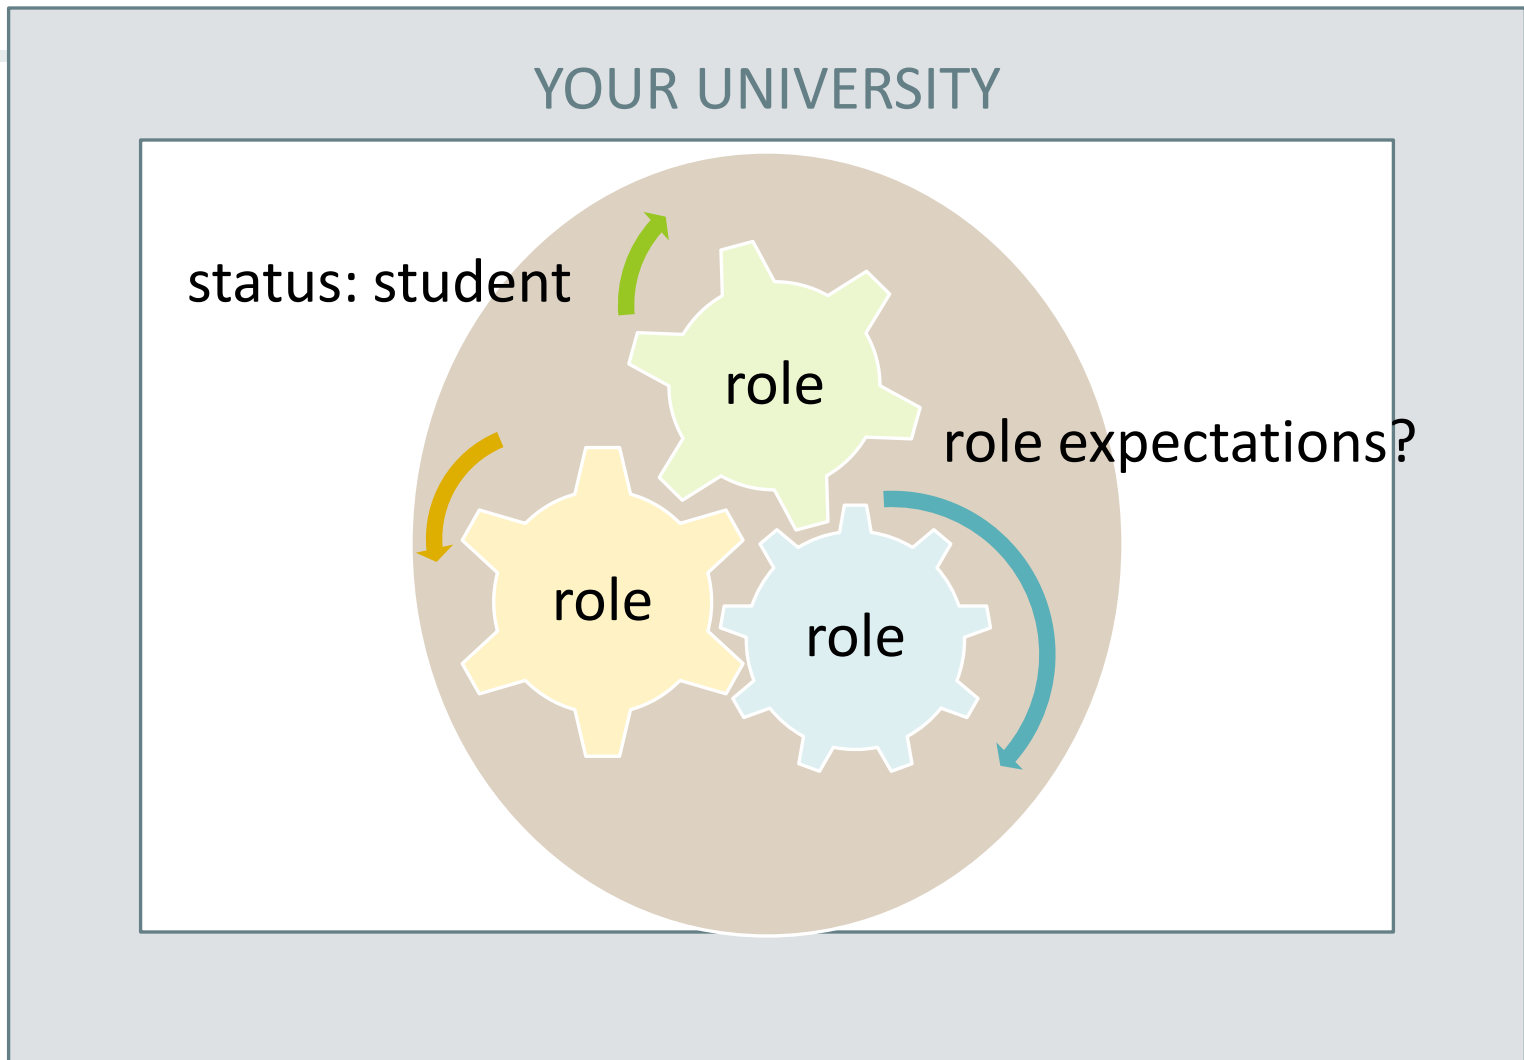 YOUR UNIVERSITY
status: student
role
role expectations?
role
role